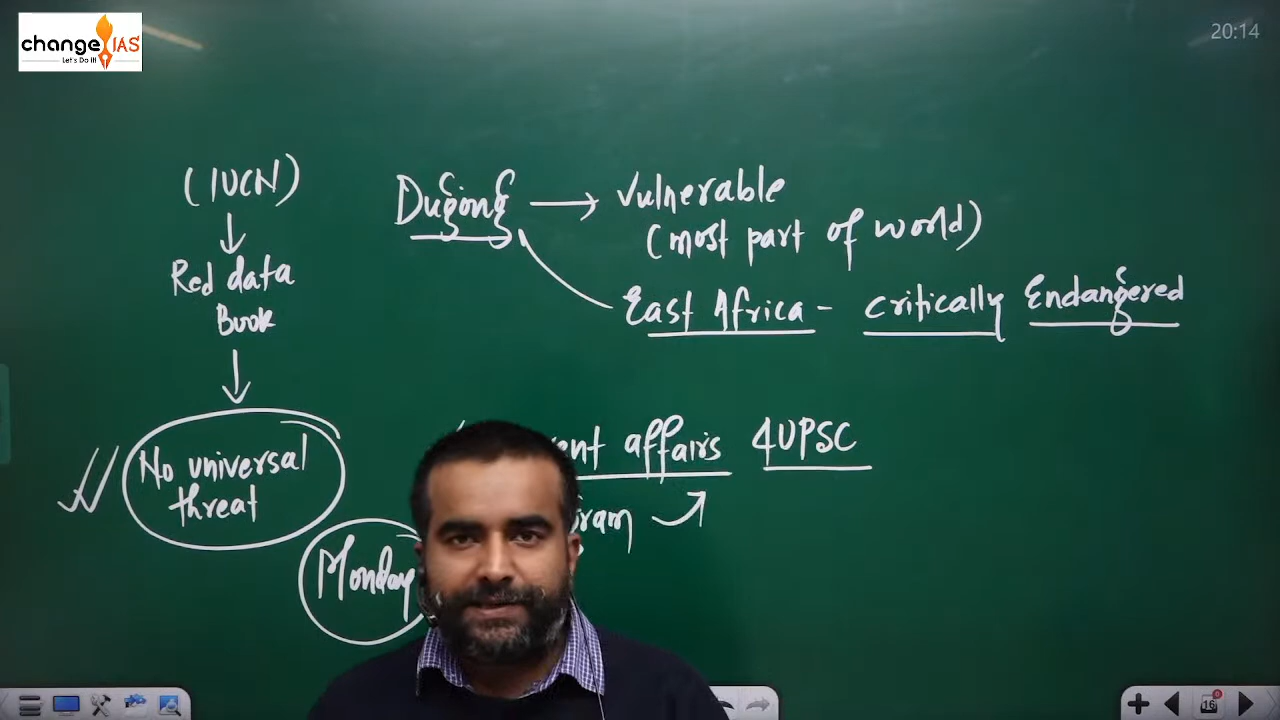 change IAS
Let's Do It!
20:14
(IUCN)
Red data
Book
No universal
threat
Monday
Dugong → Vulnerable
(most part of world)
East Africa - Critically Endangered
affairs 4UPSC
16